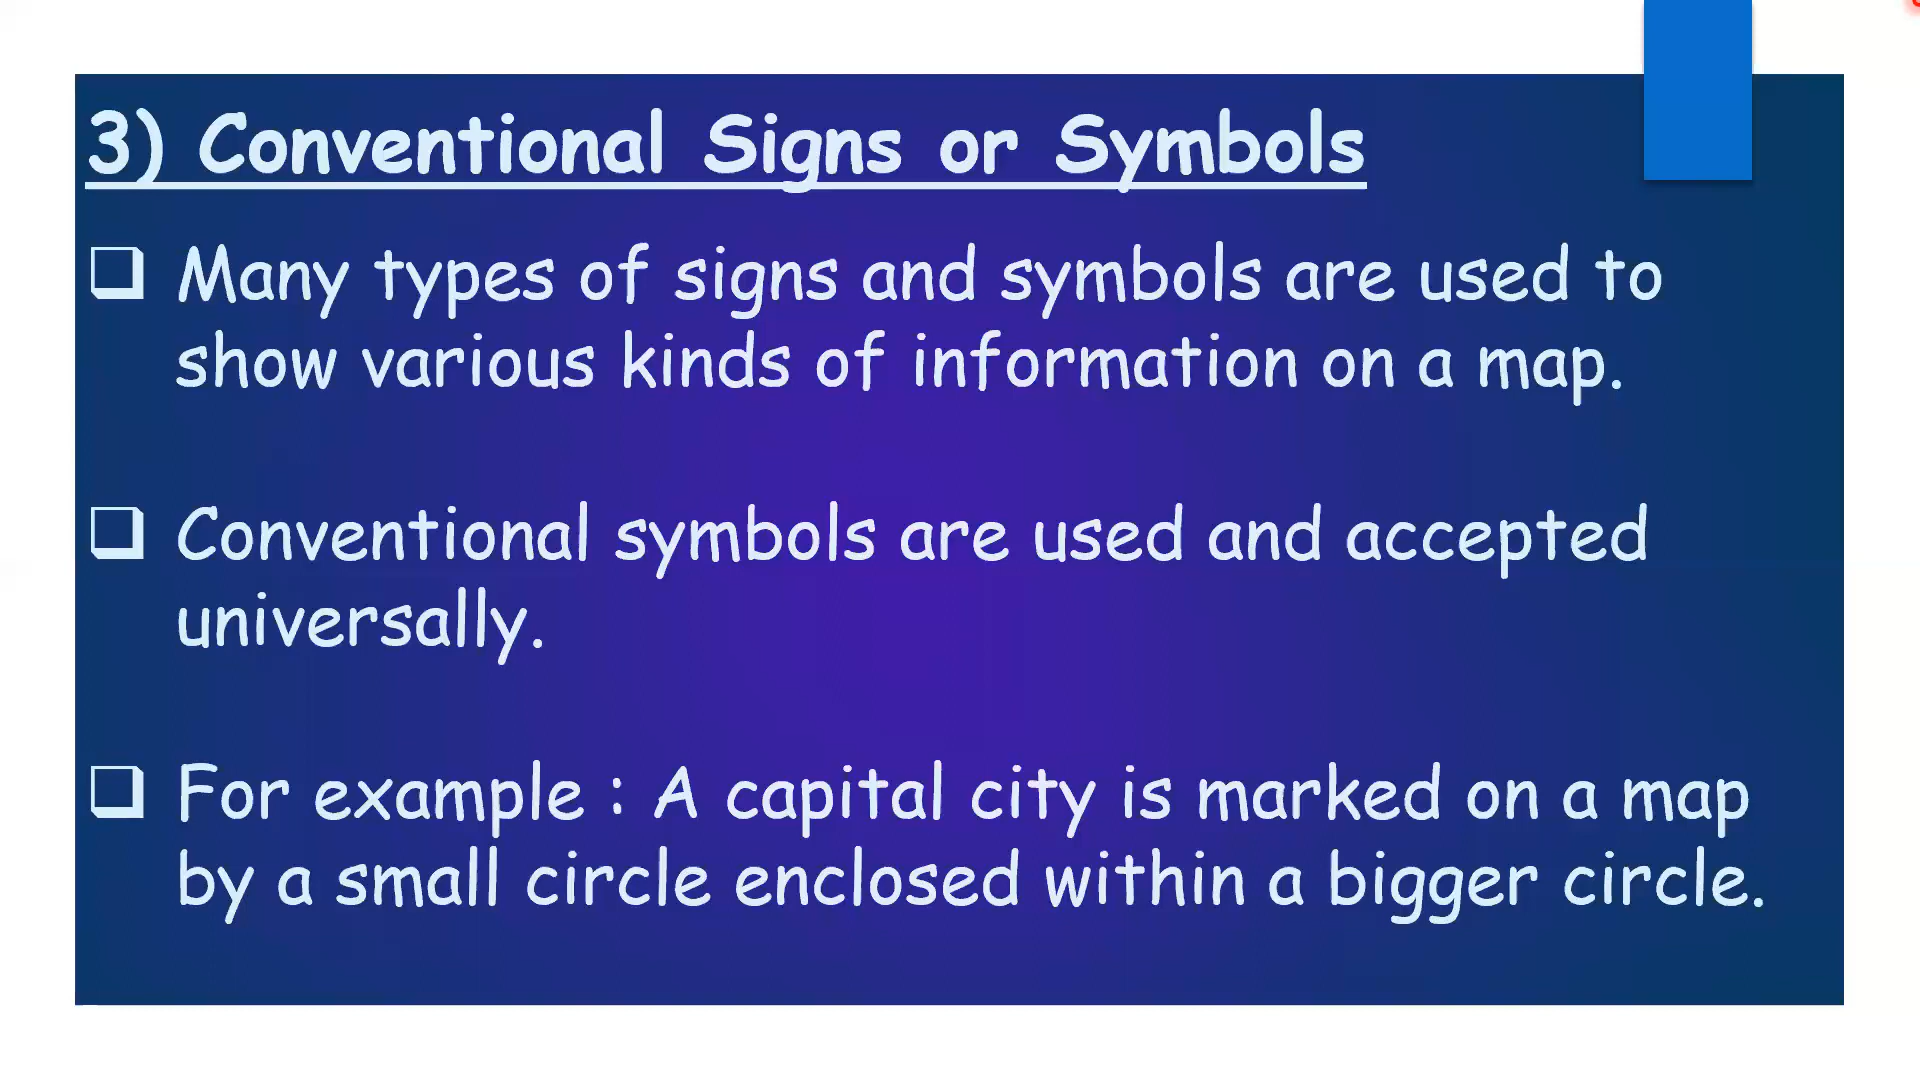 3) Conventional Signs or Symbols
Many types of signs and symbols are used to
show various kinds of information on a map.
Conventional symbols are used and accepted
universally.
For example : A capital city is marked on a map
by a small circle enclosed within a bigger circle.